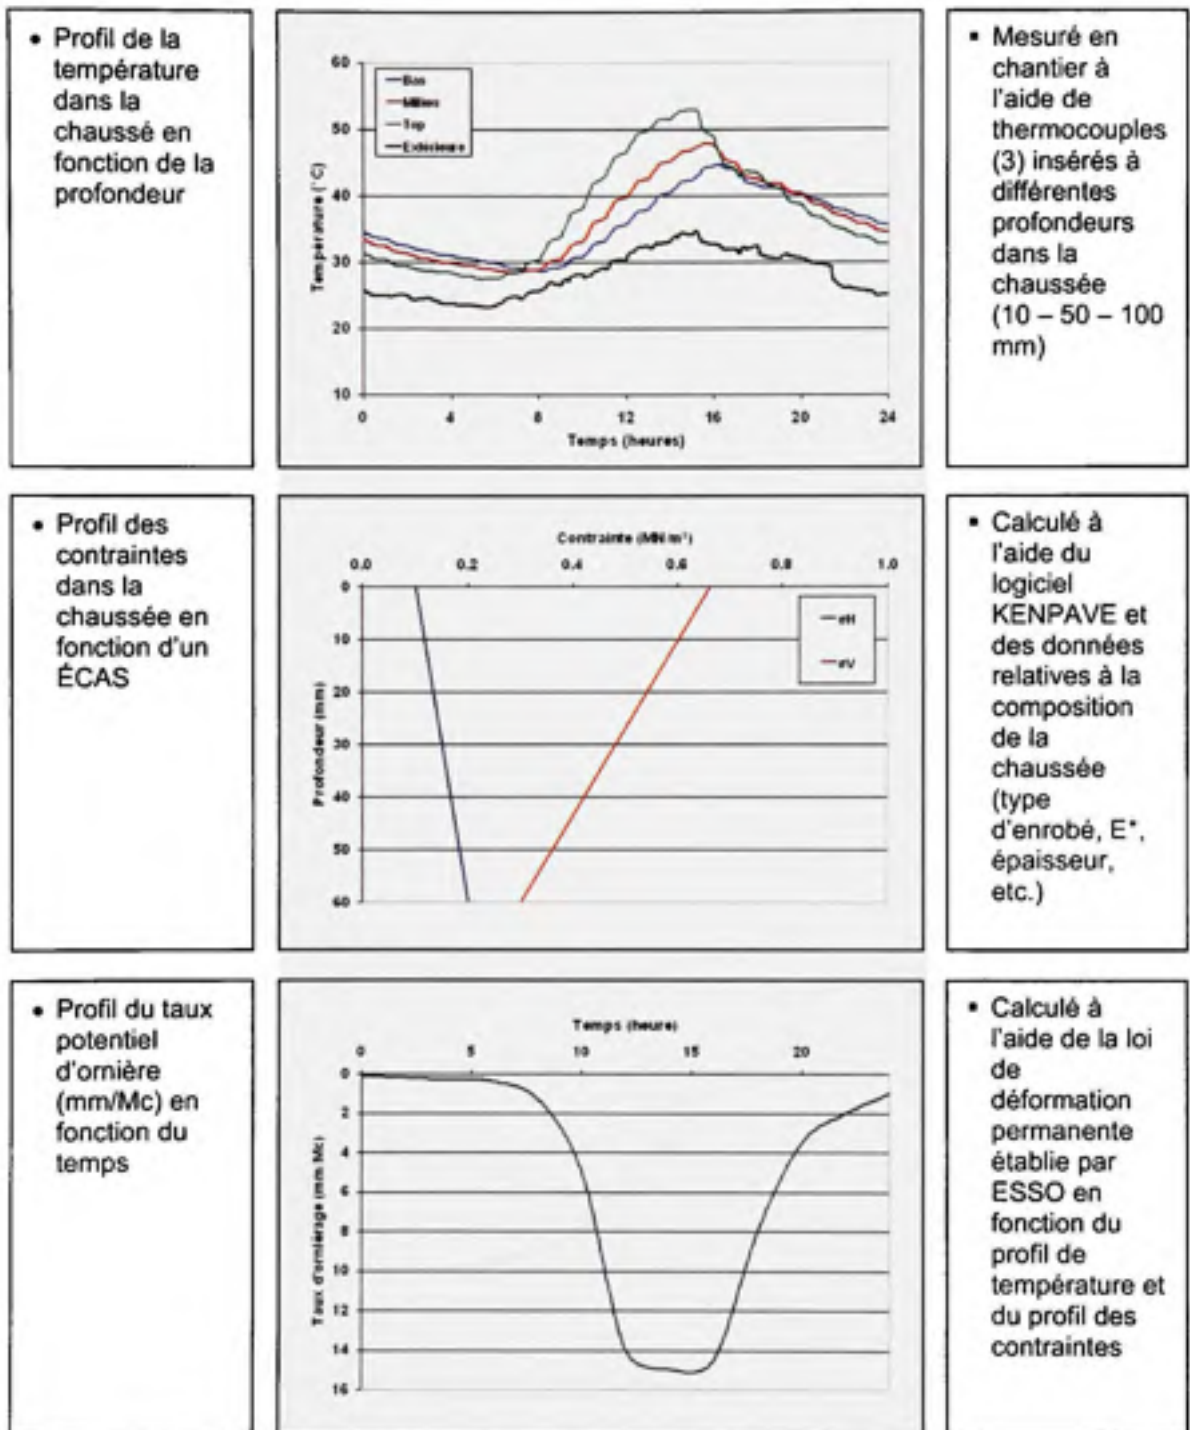 • Profil de la
température
dans la
chaussé en
fonction de la
profondeur
60
50
40
30
20
10
Température (°C)
Bas
Milieu
Top
Extérieure
0 4 8 12 16 20 24
Temps (heures)
▪ Mesuré en
chantier à
l'aide de
thermocouples
(3) insérés à
différentes
profondeurs
dans la
chaussée
(10 – 50 – 100
mm)
• Profil des
contraintes
dans la
chaussée en
fonction d'un
ÉCAS
Contrainte (MN/m²)
0.0 0.2 0.4 0.6 0.8 1.0
0
10
20
30
40
50
60
Profondeur (mm)
σH
σV
▪ Calculé à
l'aide du
logiciel
KENPAVE et
des données
relatives à la
composition
de la
chaussée
(type
d'enrobé, E*,
épaisseur,
etc.)
• Profil du taux
potentiel
d'ornière
(mm/Mc) en
fonction du
temps
Temps (heure)
0 5 10 15 20
0
2
4
6
8
10
12
14
16
Taux d'orniérage (mm/Mc)
▪ Calculé à
l'aide de la loi
de
déformation
permanente
établie par
ESSO en
fonction du
profil de
température et
du profil des
contraintes